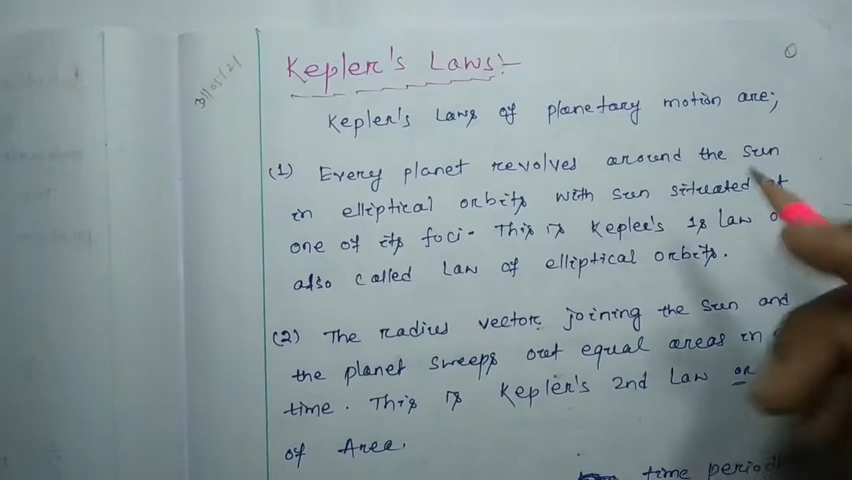 30/05/21
Kepler's Laws:-
Kepler's Laws of planetary motion are;
(1) Every planet revolves around the sun
in elliptical orbits with sun situated at
one of its foci. This is Kepler's 1s Law or
also called Law of elliptical orbits.
(2) The radius vector joining the sun and
the planet sweeps out equal areas in
time. This is Kepler's 2nd Law or
of Area.
time period